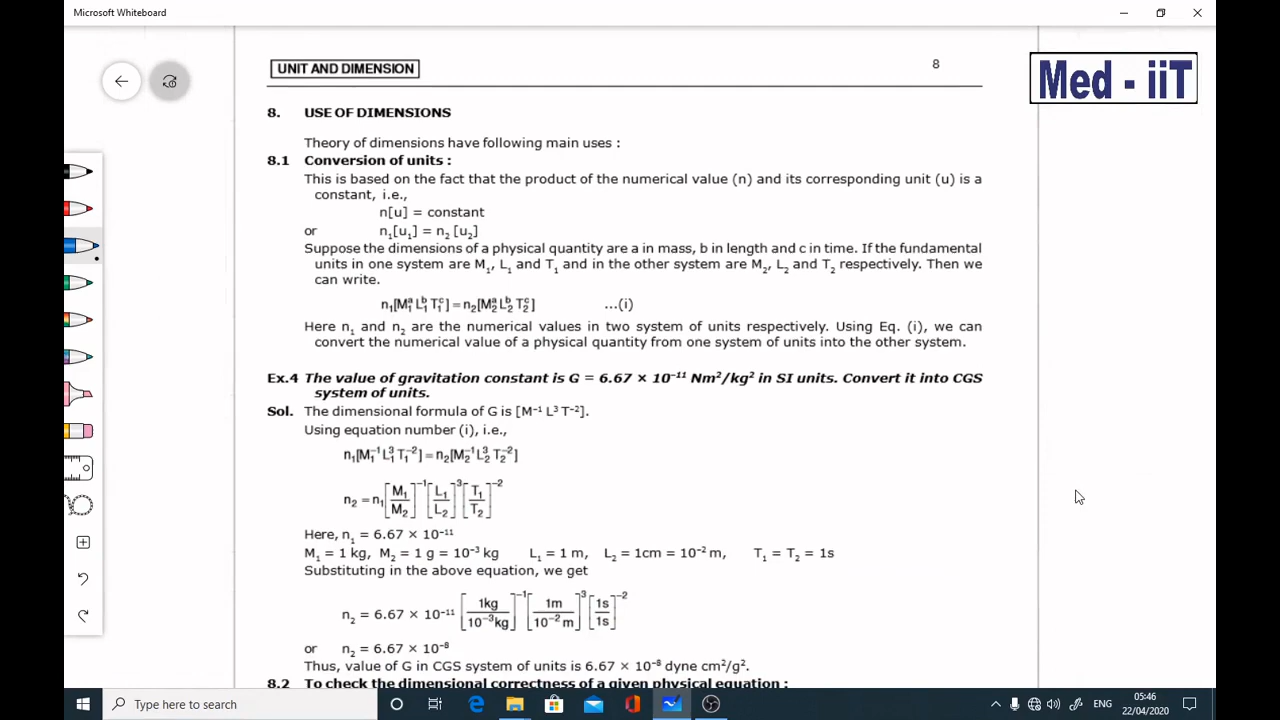 Microsoft Whiteboard
UNIT AND DIMENSION
8
Med - iiT
8. USE OF DIMENSIONS
Theory of dimensions have following main uses :
8.1 Conversion of units :
This is based on the fact that the product of the numerical value (n) and its corresponding unit (u) is a
constant, i.e.,
n[u] = constant
or n₁[u₁] = n₂ [u₂]
Suppose the dimensions of a physical quantity are a in mass, b in length and c in time. If the fundamental
units in one system are M₁, L₁ and T₁ and in the other system are M₂, L₂ and T₂ respectively. Then we
can write.
n₁[M₁ᵃ L₁ᵇ T₁ᶜ] = n₂[M₂ᵃ L₂ᵇ T₂ᶜ] ...(i)
Here n₁ and n₂ are the numerical values in two system of units respectively. Using Eq. (i), we can
convert the numerical value of a physical quantity from one system of units into the other system.
Ex.4 The value of gravitation constant is G = 6.67 × 10⁻¹¹ Nm²/kg² in SI units. Convert it into CGS
system of units.
Sol. The dimensional formula of G is [M⁻¹ L³ T⁻²].
Using equation number (i), i.e.,
n₁[M₁⁻¹ L₁³ T₁⁻²] = n₂[M₂⁻¹ L₂³ T₂⁻²]
n₂ = n₁[M₁/M₂]⁻¹[L₁/L₂]³[T₁/T₂]⁻²
Here, n₁ = 6.67 × 10⁻¹¹
M₁ = 1 kg, M₂ = 1 g = 10⁻³ kg L₁ = 1 m, L₂ = 1cm = 10⁻² m, T₁ = T₂ = 1s
Substituting in the above equation, we get
n₂ = 6.67 × 10⁻¹¹ [1kg/10⁻³kg]⁻¹ [1m/10⁻² m]³ [1s/1s]⁻²
or n₂ = 6.67 × 10⁻⁸
Thus, value of G in CGS system of units is 6.67 × 10⁻⁸ dyne cm²/g².
8.2 To check the dimensional correctness of a given physical equation :
Type here to search
ENG
05:46
22/04/2020